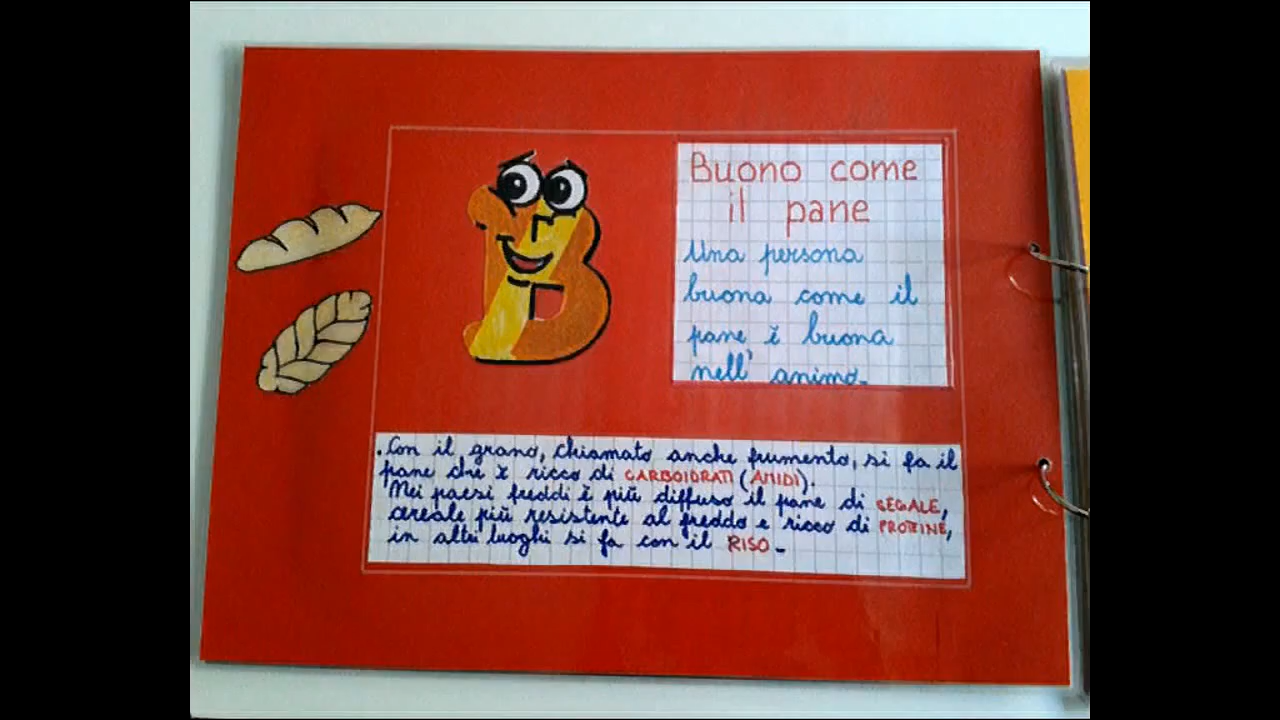 B
Buono come
il pane
Una persona
buona come il
pane è buona
nell' animo.
.Con il grano, chiamato anche frumento, si fa il
pane che è ricco di CARBOIDRATI (AMIDI).
Nei paesi freddi è più diffuso il pane di SEGALE,
cereale più resistente al freddo e ricco di PROTEINE,
in altri luoghi si fa con il RISO.